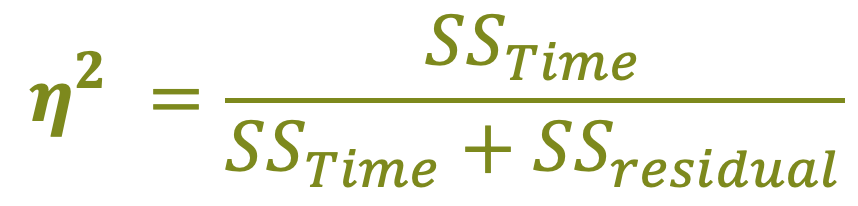 η² = SS_Time / (SS_Time + SS_residual)